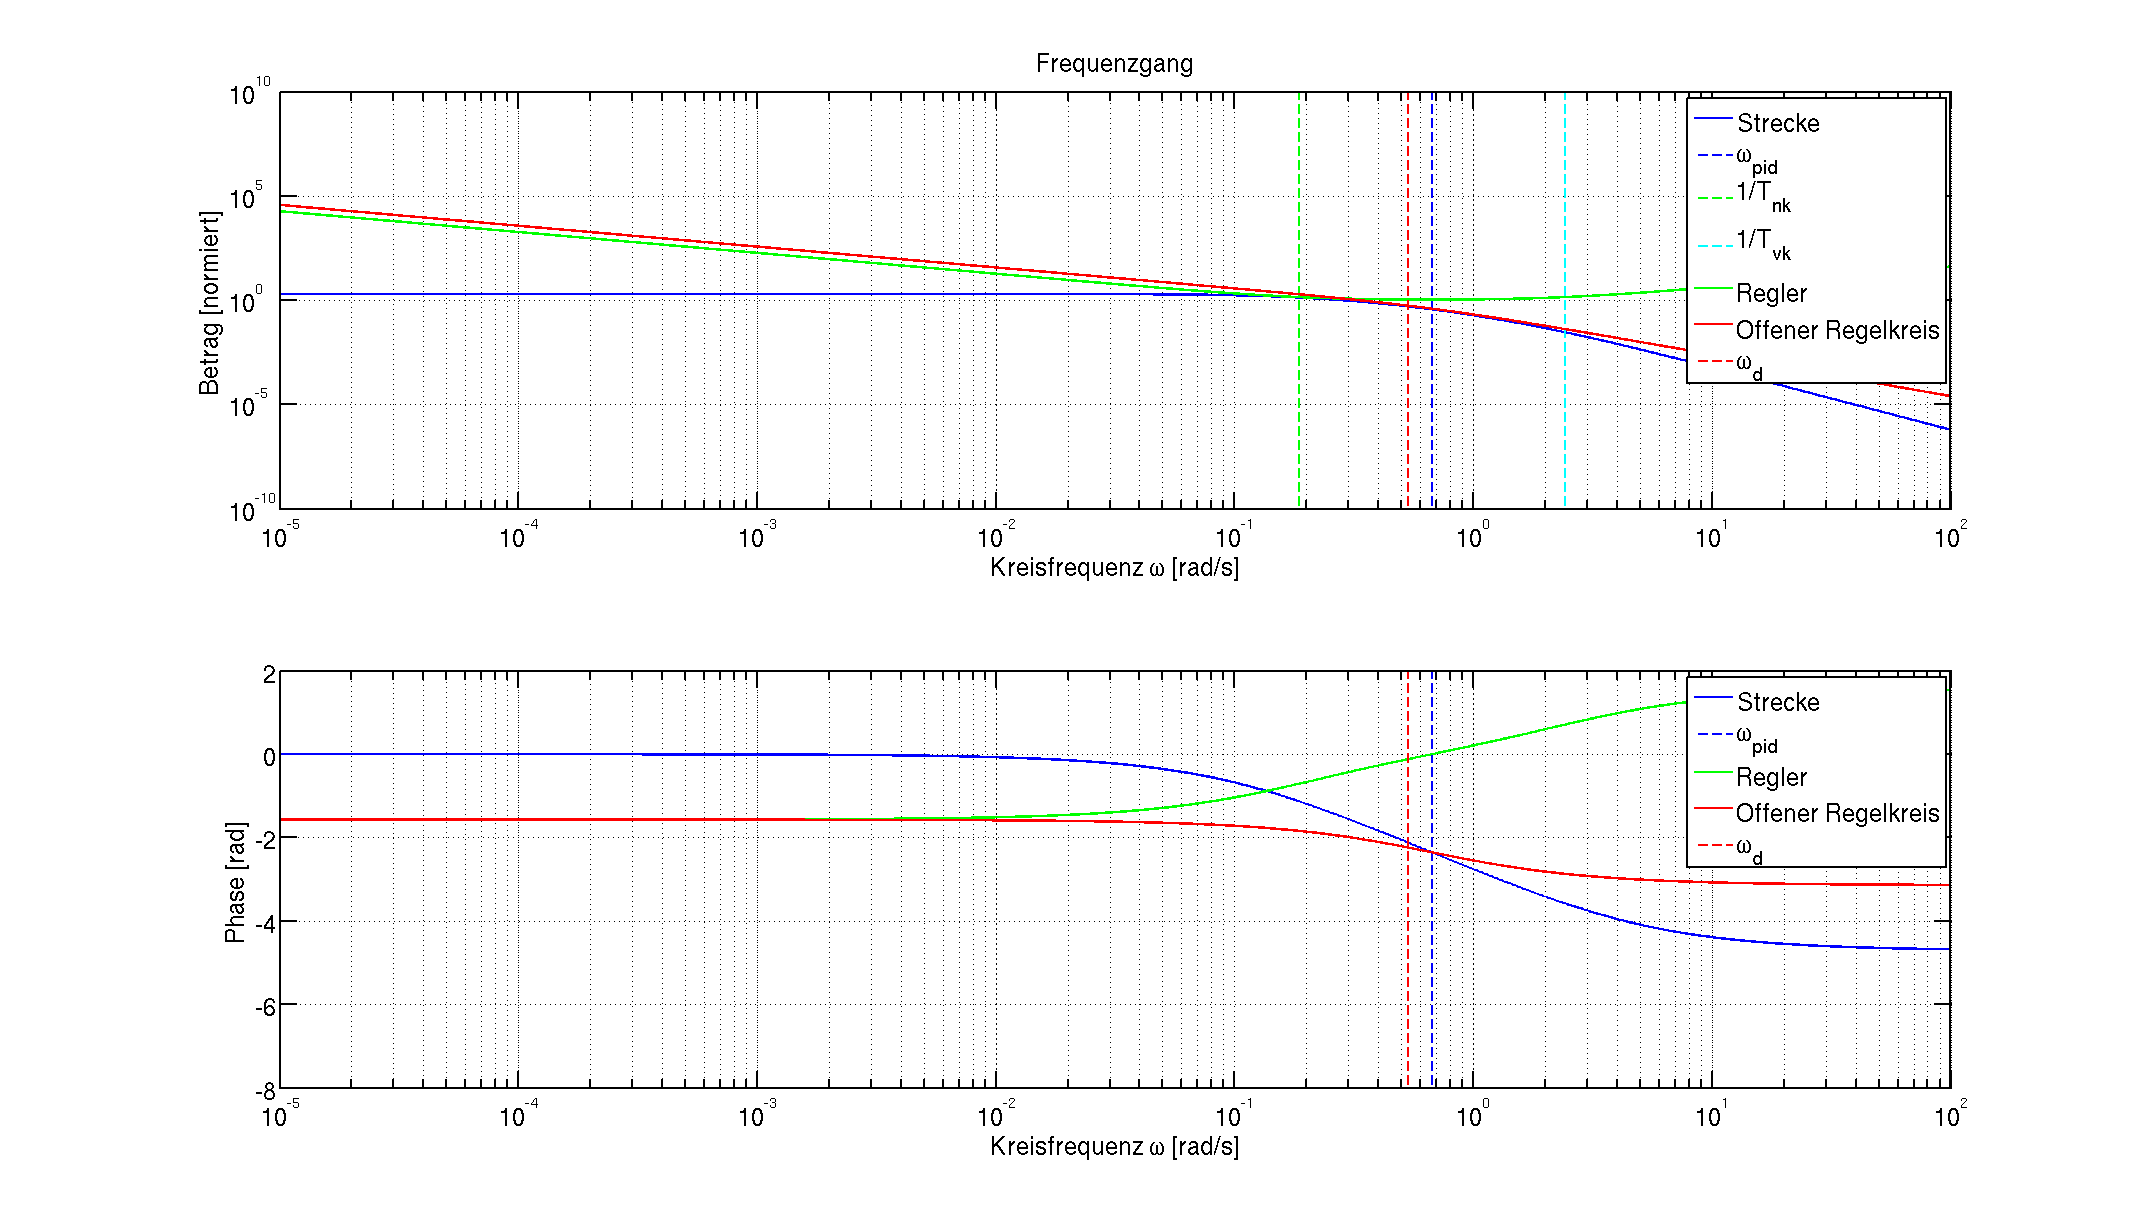 Frequenzgang
Betrag [normiert]
10^10
10^5
10^0
10^-5
10^-10
10^-5 10^-4 10^-3 10^-2 10^-1 10^0 10^1 10^2
Kreisfrequenz ω [rad/s]
Strecke
ω_pid
1/T_nk
1/T_vk
Regler
Offener Regelkreis
ω_d
Phase [rad]
2
0
-2
-4
-6
-8
10^-5 10^-4 10^-3 10^-2 10^-1 10^0 10^1 10^2
Kreisfrequenz ω [rad/s]
Strecke
ω_pid
Regler
Offener Regelkreis
ω_d